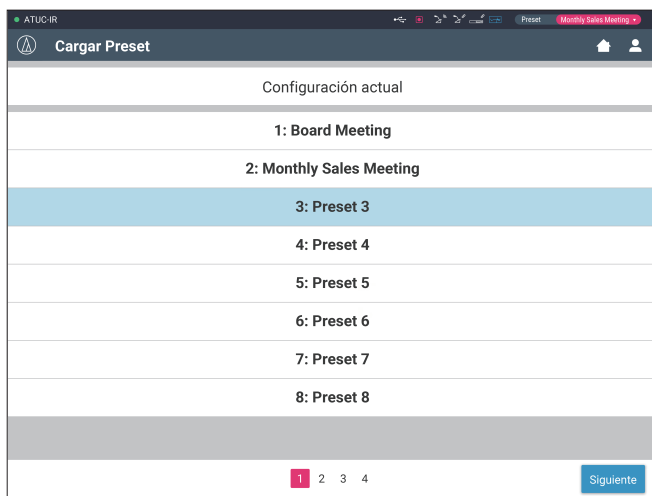 ATUC-IR Preset Monthly Sales Meeting
Cargar Preset
Configuración actual
1: Board Meeting
2: Monthly Sales Meeting
3: Preset 3
4: Preset 4
5: Preset 5
6: Preset 6
7: Preset 7
8: Preset 8
1 2 3 4 Siguiente